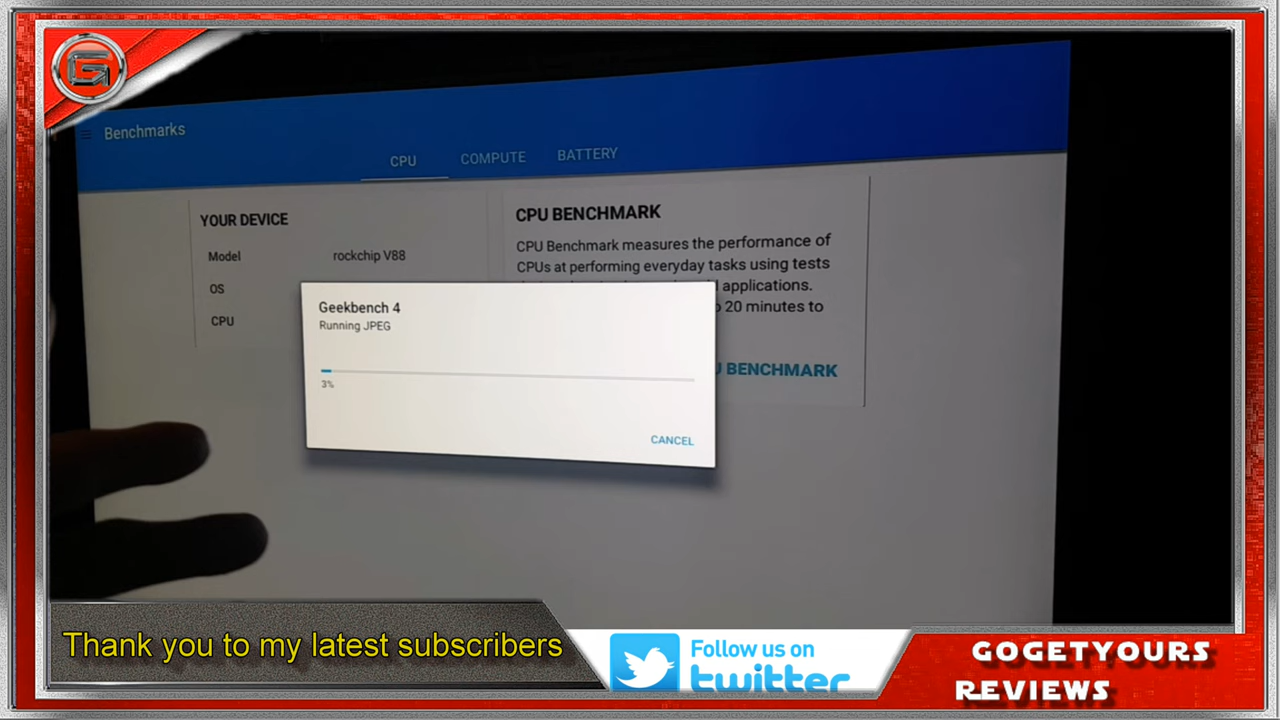 Benchmarks
CPU COMPUTE BATTERY
YOUR DEVICE
Model rockchip V88
OS
CPU
CPU BENCHMARK
CPU Benchmark measures the performance of
CPUs at performing everyday tasks using tests
applications.
20 minutes to
BENCHMARK
Geekbench 4
Running JPEG
3%
CANCEL
Thank you to my latest subscribers
Follow us on
twitter
GOGETYOURS
REVIEWS
G